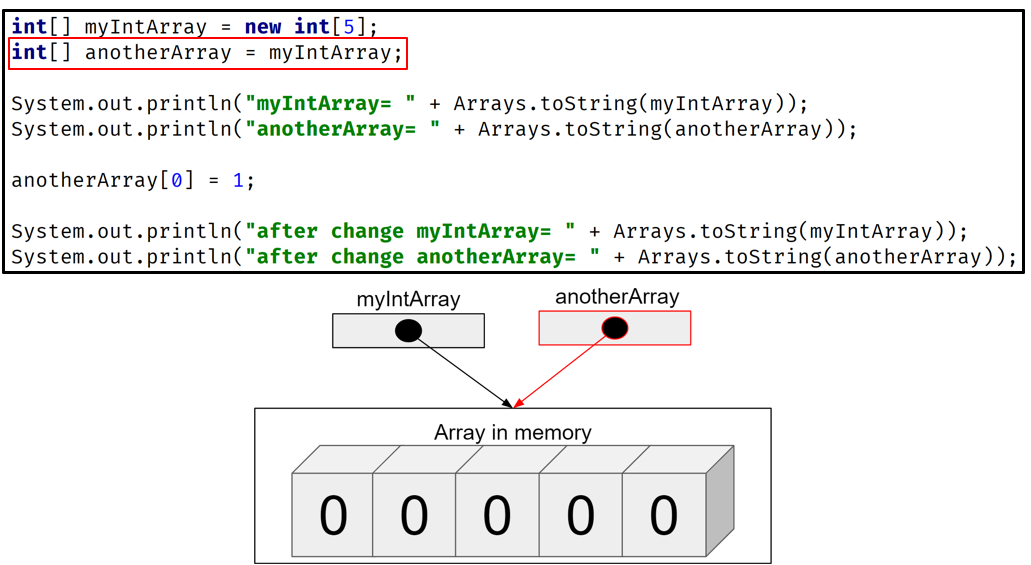 int[] myIntArray = new int[5];
int[] anotherArray = myIntArray;
System.out.println("myIntArray= " + Arrays.toString(myIntArray));
System.out.println("anotherArray= " + Arrays.toString(anotherArray));
anotherArray[0] = 1;
System.out.println("after change myIntArray= " + Arrays.toString(myIntArray));
System.out.println("after change anotherArray= " + Arrays.toString(anotherArray));
myIntArray anotherArray
Array in memory
0 0 0 0 0